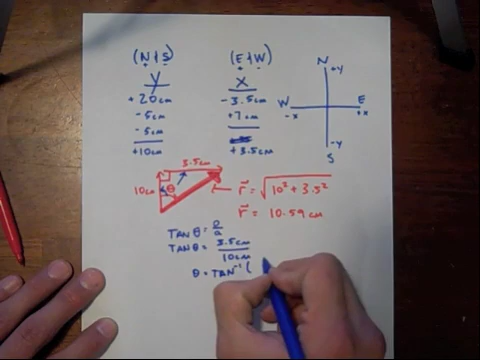 (N & S)
+ -
Y
+20cm
-5cm
-5cm
+10cm
(E & W)
+ -
X
-3.5cm
+7cm
+3.5cm
N
+y
W
-x
E
+x
-y
S
3.5cm
10cm
θ
r⃗ = √10² + 3.5²
r⃗ = 10.59 cm
TAN θ = o/a
TAN θ = 3.5cm/10cm
θ = TAN⁻¹ (